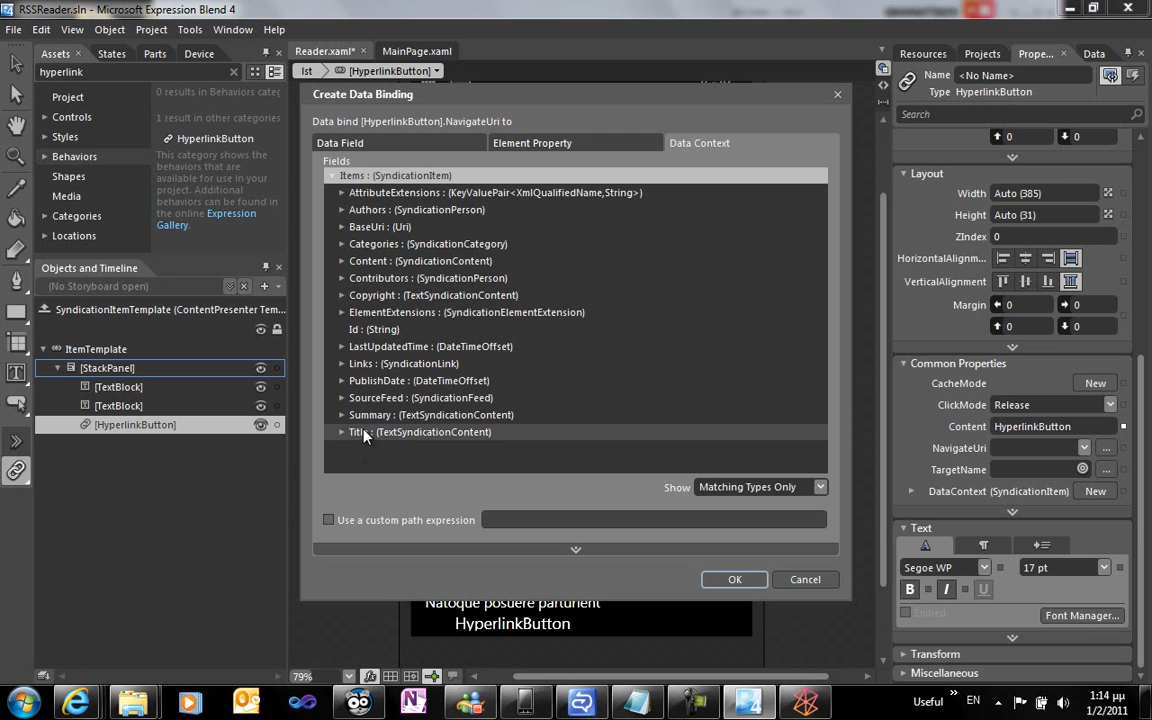 RSSReader.sln - Microsoft Expression Blend 4
File Edit View Object Project Tools Window Help
Assets × States Parts Device
hyperlink
Project
Controls
Styles
Behaviors
Shapes
Media
Categories
Locations
0 results in Behaviors categ
1 result in other categories
HyperlinkButton
This category shows the
behaviors that are
available for use in your
project. Additional
behaviors can be found in
the online Expression
Gallery.
Objects and Timeline
(No Storyboard open)
SyndicationItemTemplate (ContentPresenter Tem...
ItemTemplate
[StackPanel]
[TextBlock]
[TextBlock]
[HyperlinkButton]
Reader.xaml* × MainPage.xaml
lst [HyperlinkButton]
Create Data Binding
Data bind [HyperlinkButton].NavigateUri to
Data Field Element Property Data Context
Fields
Items : (SyndicationItem)
AttributeExtensions : (KeyValuePair<XmlQualifiedName,String>)
Authors : (SyndicationPerson)
BaseUri : (Uri)
Categories : (SyndicationCategory)
Content : (SyndicationContent)
Contributors : (SyndicationPerson)
Copyright : (TextSyndicationContent)
ElementExtensions : (SyndicationElementExtension)
Id : (String)
LastUpdatedTime : (DateTimeOffset)
Links : (SyndicationLink)
PublishDate : (DateTimeOffset)
SourceFeed : (SyndicationFeed)
Summary : (TextSyndicationContent)
Title : (TextSyndicationContent)
Show Matching Types Only
Use a custom path expression
OK Cancel
Natoque posuere parturient
HyperlinkButton
79%
Resources Projects Prope... × Data
Name <No Name>
Type HyperlinkButton
Search
0 0
Layout
Width Auto (385)
Height Auto (31)
ZIndex 0
HorizontalAlignm...
VerticalAlignment
Margin 0 0
0 0
Common Properties
CacheMode New
ClickMode Release
Content HyperlinkButton
NavigateUri ...
TargetName ...
DataContext (SyndicationItem) New
Text
Segoe WP 17 pt
B I U
Embed Font Manager...
Transform
Miscellaneous
Useful » EN 1:14 μμ
1/2/2011